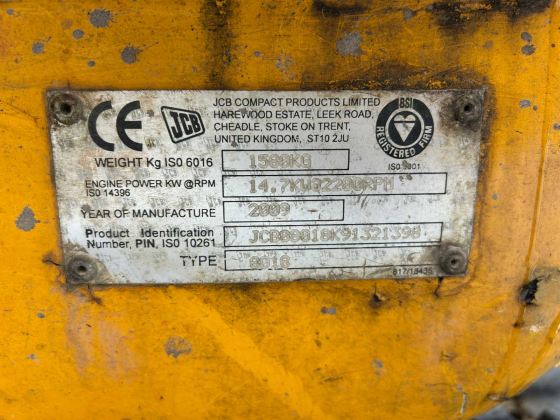 CE
JCB
JCB COMPACT PRODUCTS LIMITED
HAREWOOD ESTATE, LEEK ROAD,
CHEADLE, STOKE ON TRENT,
UNITED KINGDOM, ST10 2JU
BSI
REGISTERED FIRM
ISO 9001
WEIGHT Kg ISO 6016 1500KG
ENGINE POWER KW @RPM
ISO 14396
14.7KW@2200RPM
YEAR OF MANUFACTURE 2009
Product Identification
Number, PIN, ISO 10261
TYPE 8018